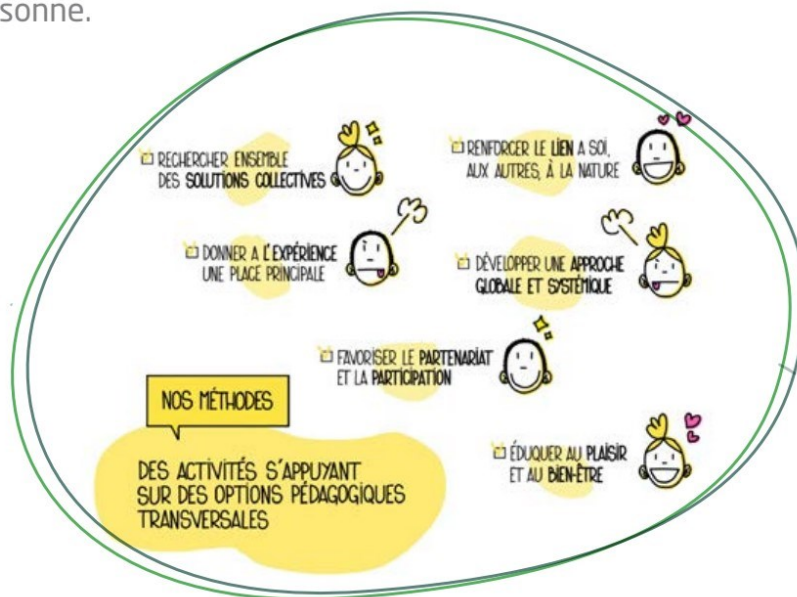 sonne.
RECHERCHER ENSEMBLE
DES SOLUTIONS COLLECTIVES
RENFORCER LE LIEN A SOI,
AUX AUTRES, À LA NATURE
DONNER A L'EXPÉRIENCE
UNE PLACE PRINCIPALE
DÉVELOPPER UNE APPROCHE
GLOBALE ET SYSTÉMIQUE
FAVORISER LE PARTENARIAT
ET LA PARTICIPATION
NOS MÉTHODES
DES ACTIVITÉS S'APPUYANT
SUR DES OPTIONS PÉDAGOGIQUES
TRANSVERSALES
ÉDUQUER AU PLAISIR
ET AU BIEN-ÊTRE